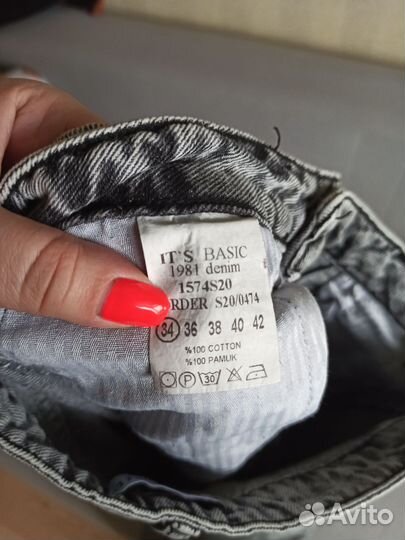 IT'S BASIC
1981 denim
1574S20
RDER S20/0474
34 36 38 40 42
%100 COTTON
%100 PAMUK
P 30
Avito